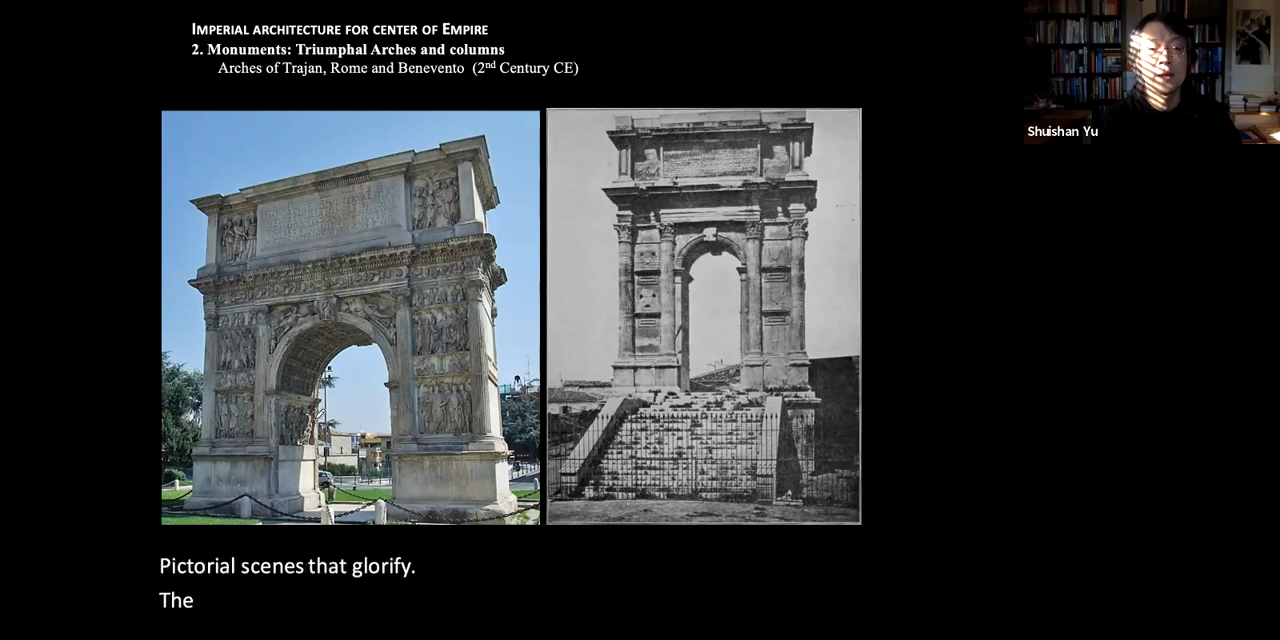 IMPERIAL ARCHITECTURE FOR CENTER OF EMPIRE
2. Monuments: Triumphal Arches and columns
Arches of Trajan, Rome and Benevento (2nd Century CE)
Shuishan Yu
Pictorial scenes that glorify.
The